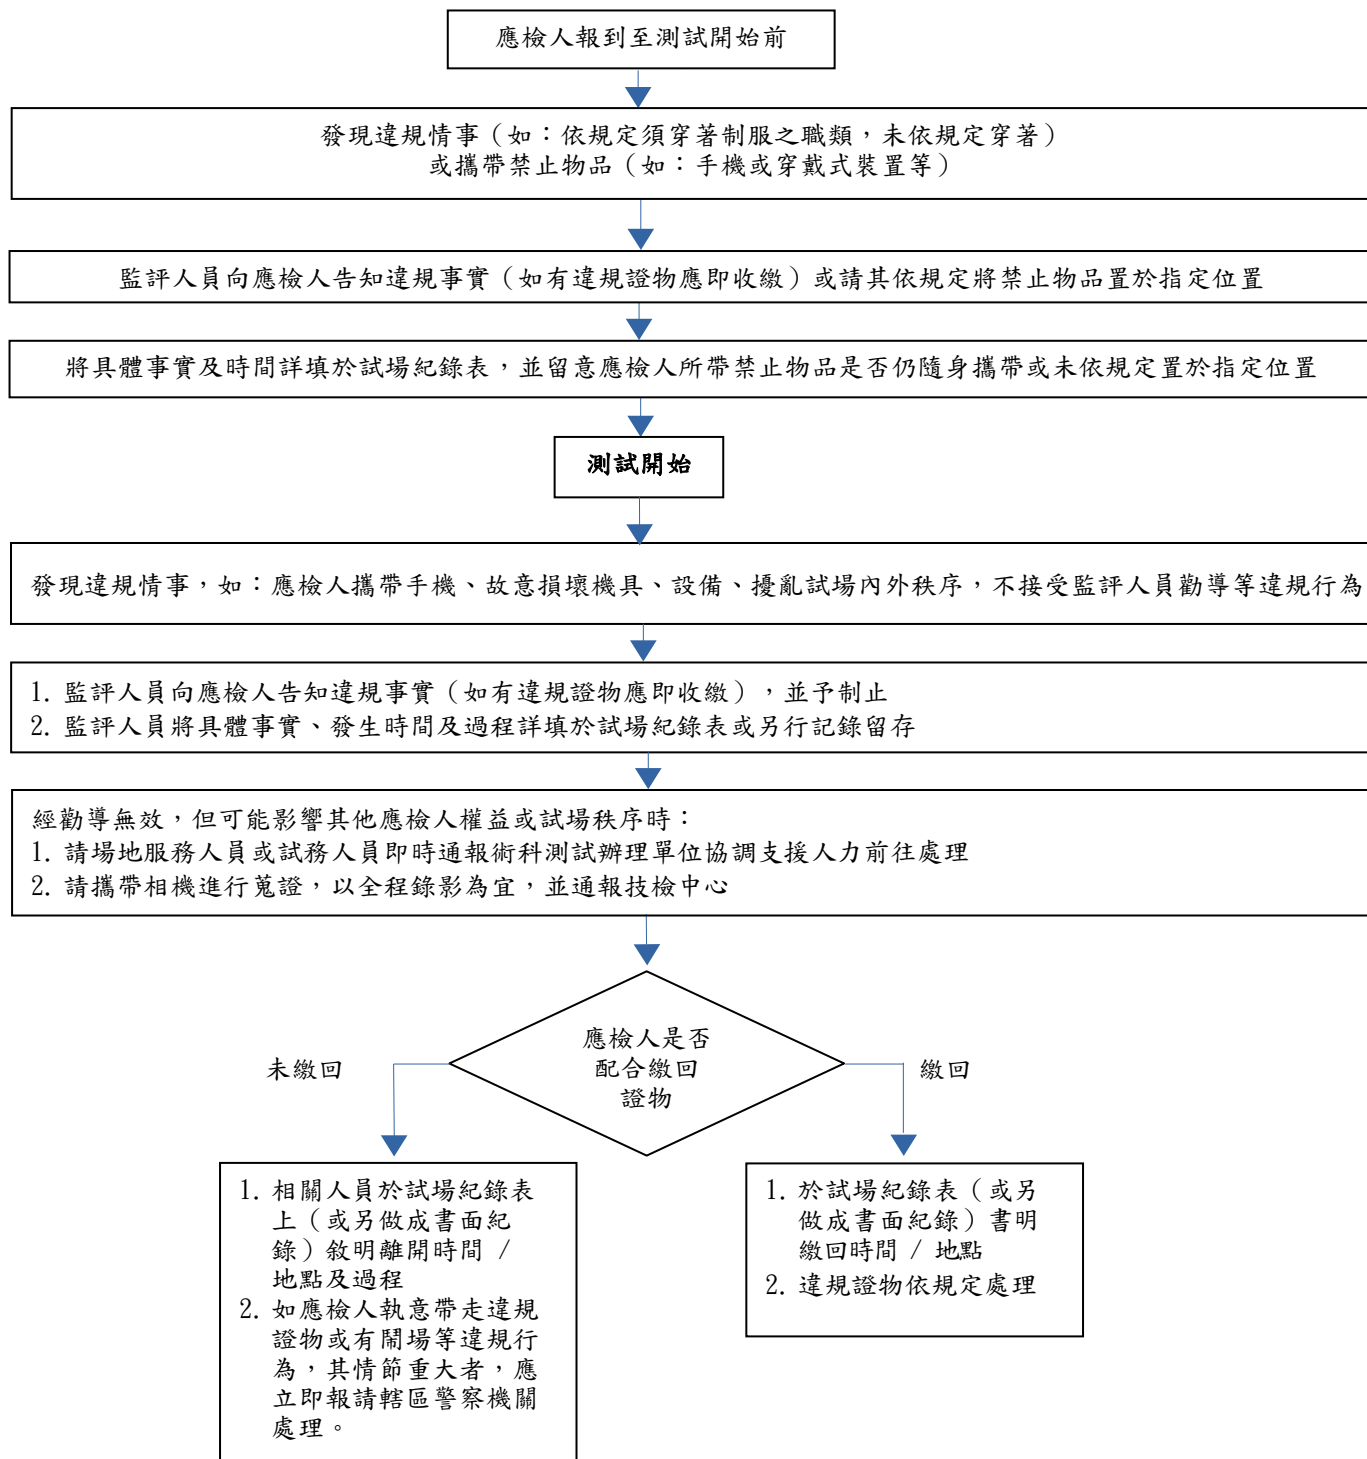 應檢人報到至測試開始前
發現違規情事（如：依規定須穿著制服之職類，未依規定穿著）
或攜帶禁止物品（如：手機或穿戴式裝置等）
監評人員向應檢人告知違規事實（如有違規證物應即收繳）或請其依規定將禁止物品置於指定位置
將具體事實及時間詳填於試場紀錄表，並留意應檢人所帶禁止物品是否仍隨身攜帶或未依規定置於指定位置
測試開始
發現違規情事，如：應檢人攜帶手機、故意損壞機具、設備、擾亂試場內外秩序，不接受監評人員勸導等違規行為
1. 監評人員向應檢人告知違規事實（如有違規證物應即收繳），並予制止
2. 監評人員將具體事實、發生時間及過程詳填於試場紀錄表或另行記錄留存
經勸導無效，但可能影響其他應檢人權益或試場秩序時：
1. 請場地服務人員或試務人員即時通報術科測試辦理單位協調支援人力前往處理
2. 請攜帶相機進行蒐證，以全程錄影為宜，並通報技檢中心
應檢人是否
配合繳回
證物
未繳回
繳回
1. 相關人員於試場紀錄表
上（或另做成書面紀
錄）敘明離開時間 /
地點及過程
2. 如應檢人執意帶走違規
證物或有鬧場等違規行
為，其情節重大者，應
立即報請轄區警察機關
處理。
1. 於試場紀錄表（或另
做成書面紀錄）書明
繳回時間 / 地點
2. 違規證物依規定處理